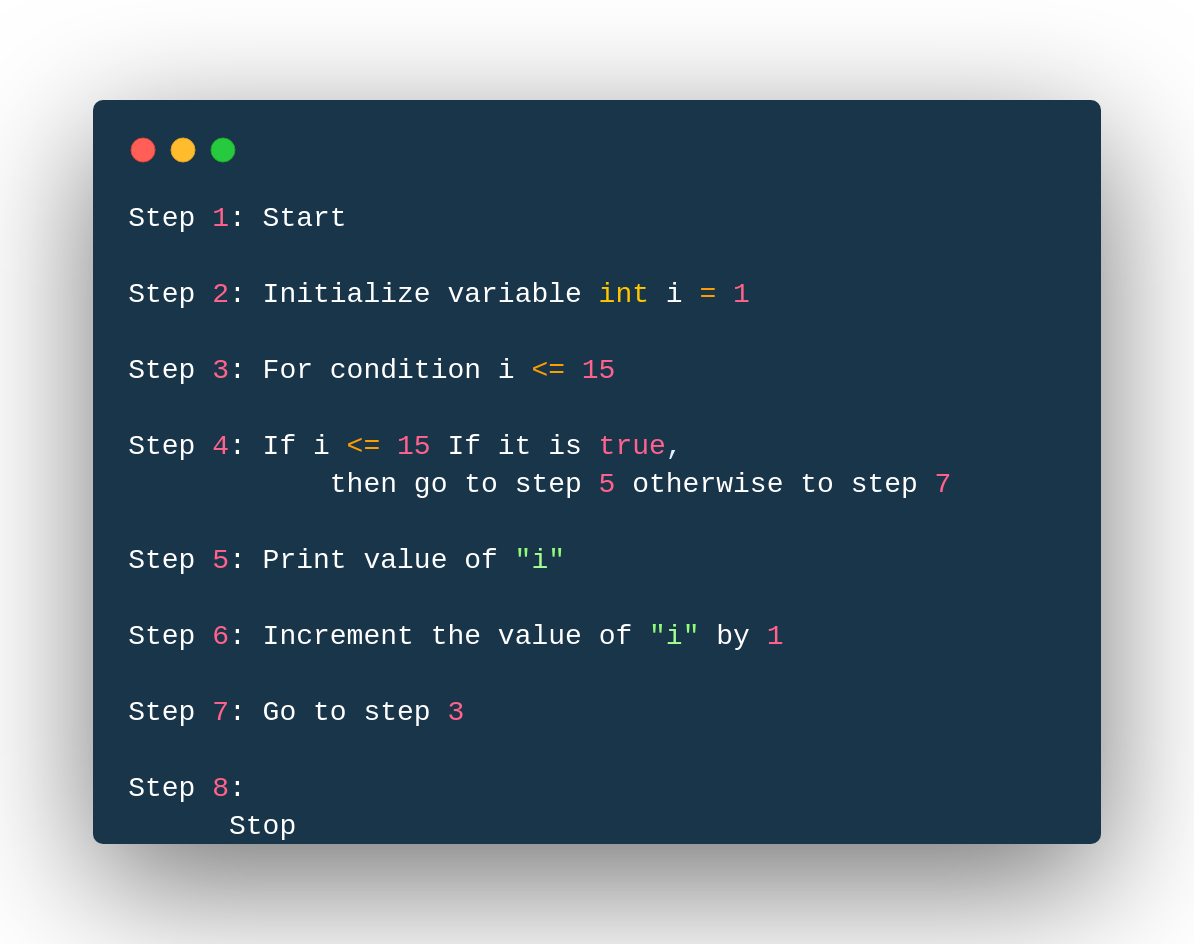 Step 1: Start
Step 2: Initialize variable int i = 1
Step 3: For condition i <= 15
Step 4: If i <= 15 If it is true,
then go to step 5 otherwise to step 7
Step 5: Print value of "i"
Step 6: Increment the value of "i" by 1
Step 7: Go to step 3
Step 8:
Stop